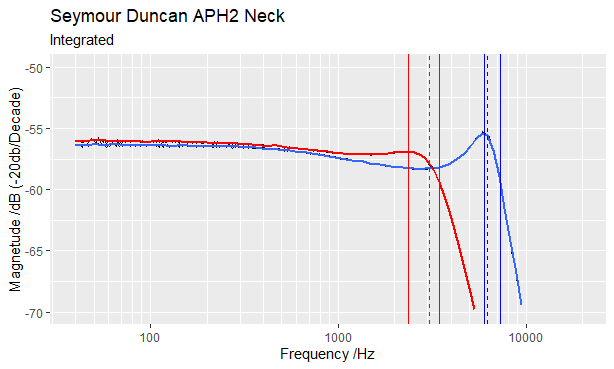 Seymour Duncan APH2 Neck
Integrated
Magnetude /dB (-20db/Decade)
-50
-55
-60
-65
-70
100
1000
10000
Frequency /Hz